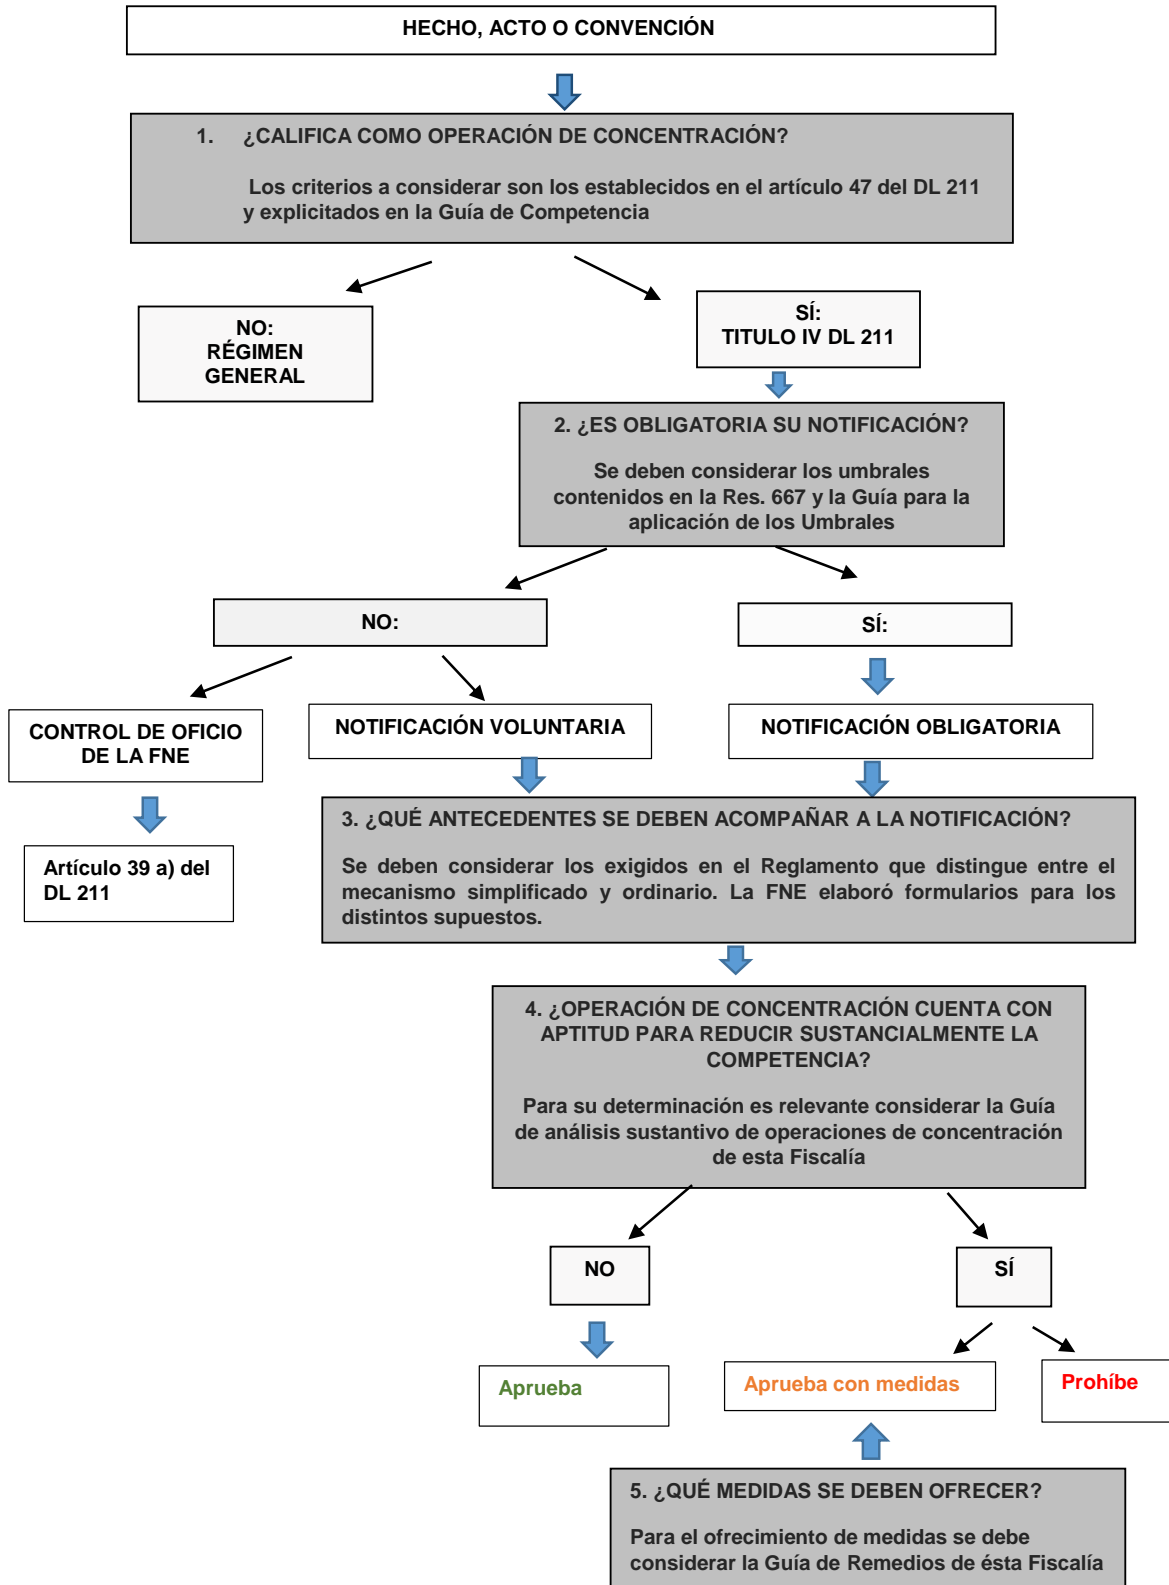 HECHO, ACTO O CONVENCIÓN
1. ¿CALIFICA COMO OPERACIÓN DE CONCENTRACIÓN?
Los criterios a considerar son los establecidos en el artículo 47 del DL 211
y explicitados en la Guía de Competencia
NO:
RÉGIMEN
GENERAL
SÍ:
TITULO IV DL 211
2. ¿ES OBLIGATORIA SU NOTIFICACIÓN?
Se deben considerar los umbrales
contenidos en la Res. 667 y la Guía para la
aplicación de los Umbrales
NO:
SÍ:
CONTROL DE OFICIO
DE LA FNE
NOTIFICACIÓN VOLUNTARIA
NOTIFICACIÓN OBLIGATORIA
Artículo 39 a) del
DL 211
3. ¿QUÉ ANTECEDENTES SE DEBEN ACOMPAÑAR A LA NOTIFICACIÓN?
Se deben considerar los exigidos en el Reglamento que distingue entre el
mecanismo simplificado y ordinario. La FNE elaboró formularios para los
distintos supuestos.
4. ¿OPERACIÓN DE CONCENTRACIÓN CUENTA CON
APTITUD PARA REDUCIR SUSTANCIALMENTE LA
COMPETENCIA?
Para su determinación es relevante considerar la Guía
de análisis sustantivo de operaciones de concentración
de esta Fiscalía
NO
SÍ
Aprueba
Aprueba con medidas
Prohíbe
5. ¿QUÉ MEDIDAS SE DEBEN OFRECER?
Para el ofrecimiento de medidas se debe
considerar la Guía de Remedios de ésta Fiscalía